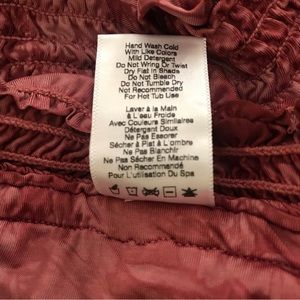 Hand Wash Cold
With Like Colors
Mild Detergent
Do Not Wring Or Twist
Dry Flat in Shade
Do Not Bleach
Do Not Tumble Dry
Not Recommended
For Hot Tub Use
Laver à la Main
à L'eau Froide
Avec Couleurs Similaires
Détergent Doux
Ne Pas Essorer
Sécher à Plat à L'ombre
Ne Pas Blanchir
Ne Pas Sécher En Machine
Non Recommandé
Pour L'utilisation Du Spa